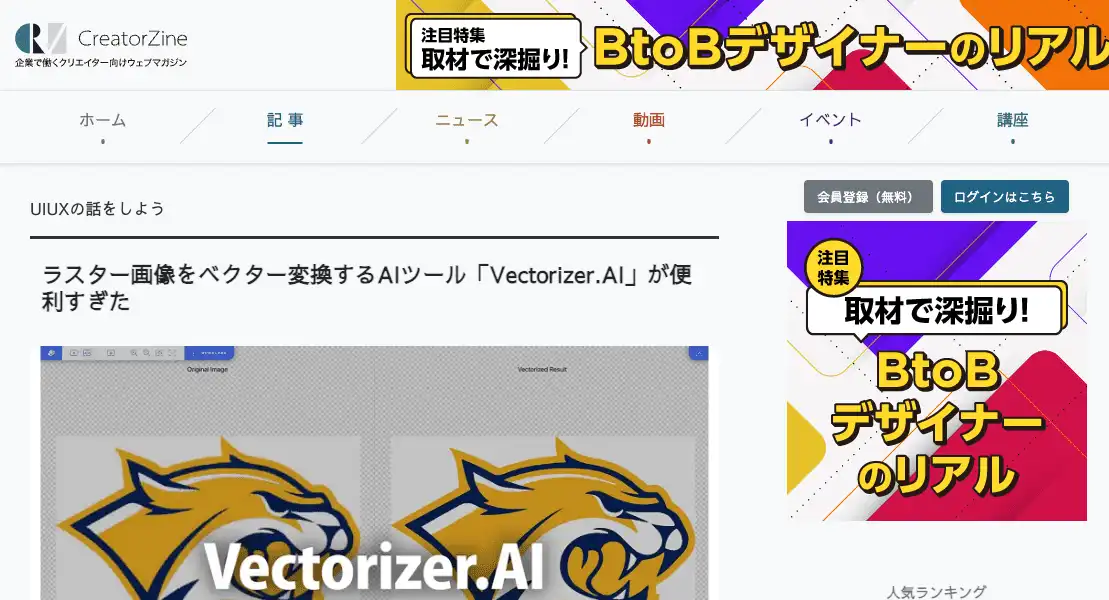 CreatorZine
企業で働くクリエイター向けウェブマガジン
注目特集
取材で深掘り!
BtoBデザイナーのリアル
ホーム
記事
ニュース
動画
イベント
講座
会員登録（無料）
ログインはこちら
UIUXの話をしよう
ラスター画像をベクター変換するAIツール「Vectorizer.AI」が便
利すぎた
Original Image
Vectorized Result
Vectorizer.AI
注目
特集
取材で深掘り!
BtoB
デザイナー
のリアル
人気ランキング